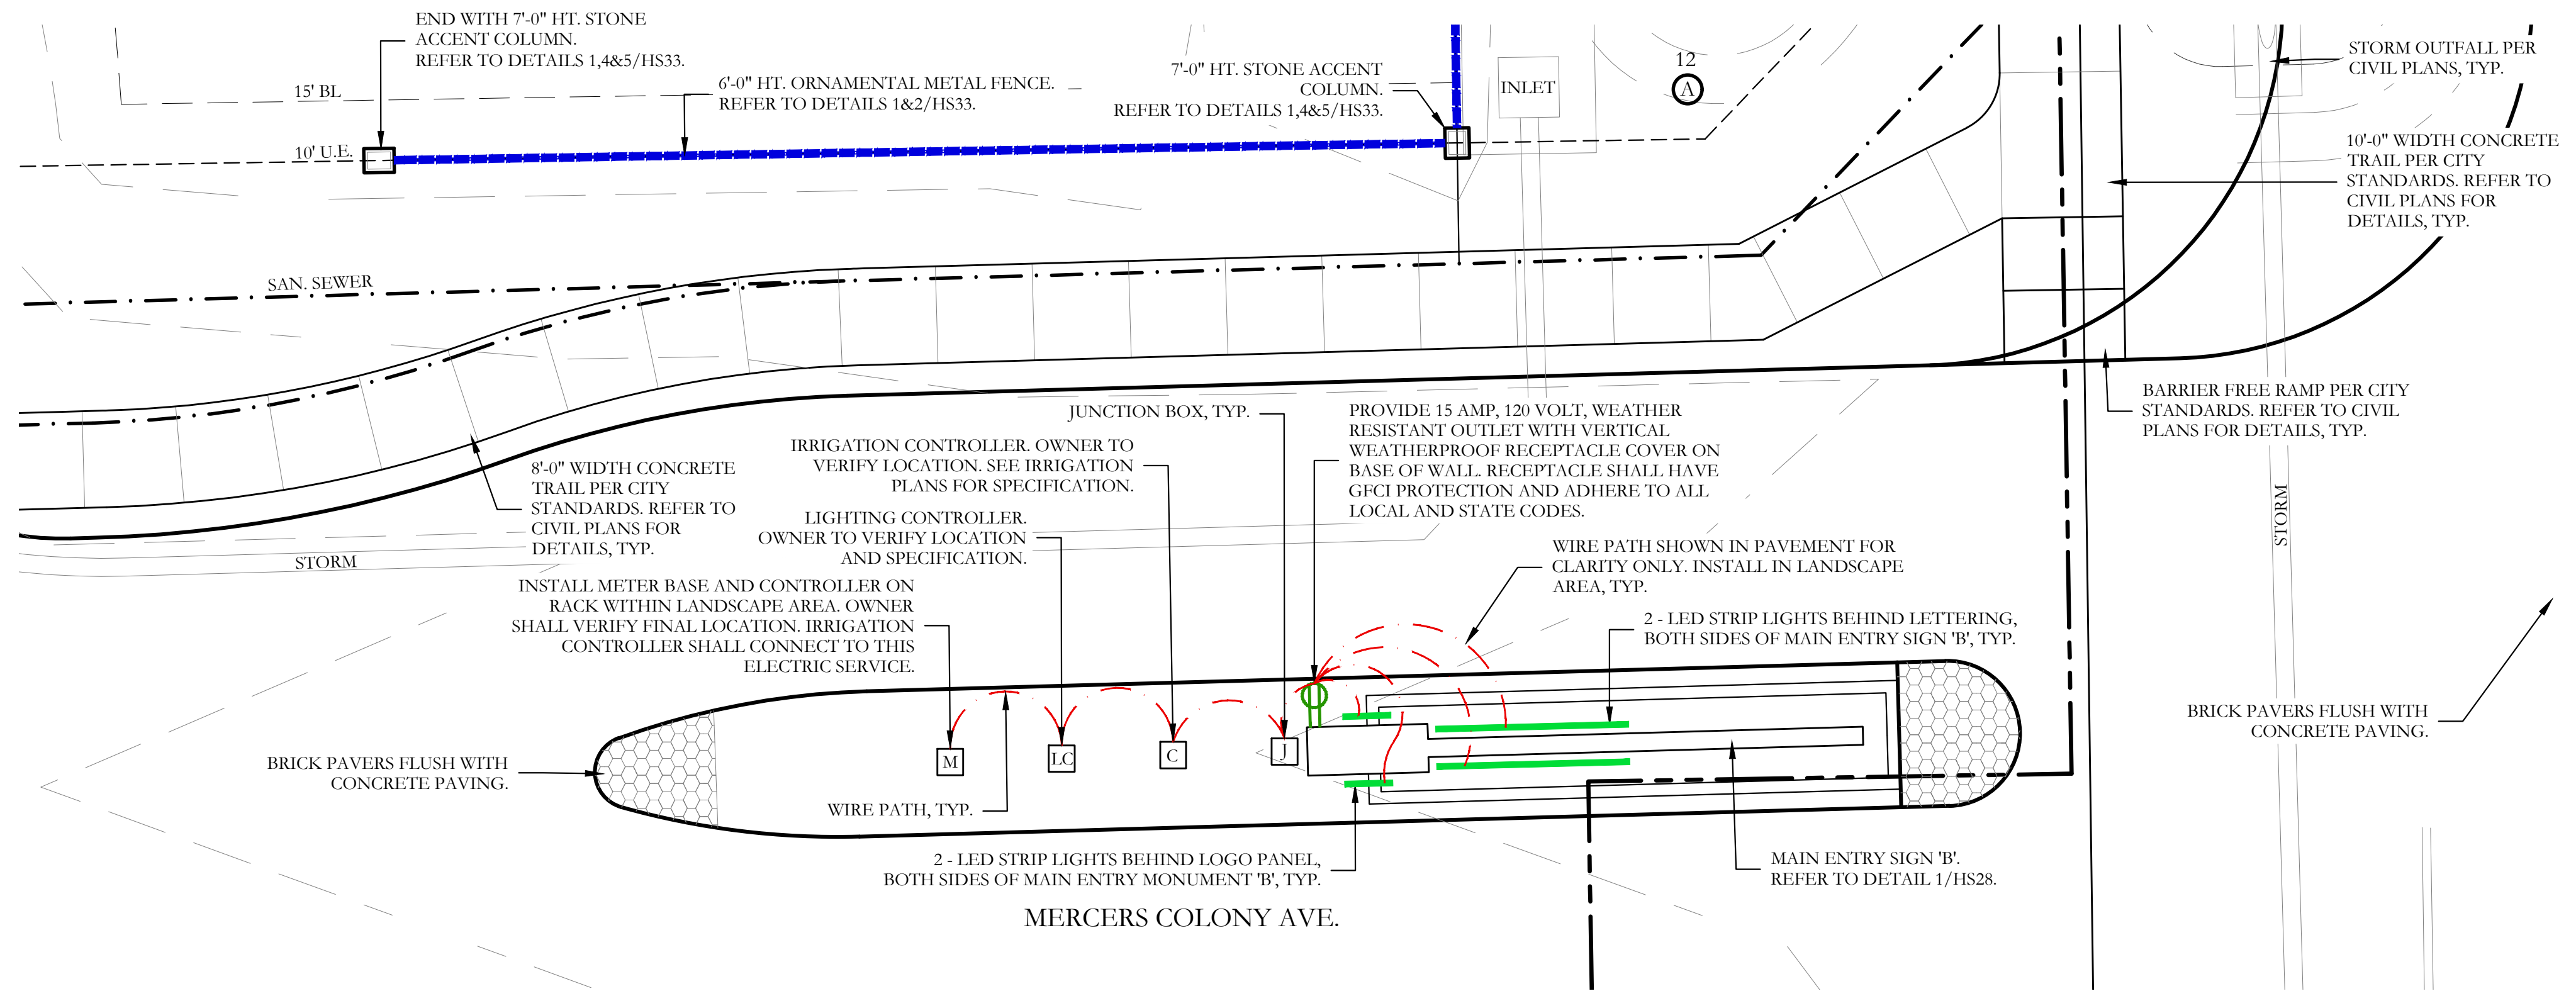 END WITH 7'-0" HT. STONE
ACCENT COLUMN.
REFER TO DETAILS 1,4&5/HS33.
15' BL
6'-0" HT. ORNAMENTAL METAL FENCE.
REFER TO DETAILS 1&2/HS33.
7'-0" HT. STONE ACCENT
COLUMN.
REFER TO DETAILS 1,4&5/HS33.
INLET
12
A
STORM OUTFALL PER
CIVIL PLANS, TYP.
10' U.E.
10'-0" WIDTH CONCRETE
TRAIL PER CITY
STANDARDS. REFER TO
CIVIL PLANS FOR
DETAILS, TYP.
SAN. SEWER
BARRIER FREE RAMP PER CITY
STANDARDS. REFER TO CIVIL
PLANS FOR DETAILS, TYP.
JUNCTION BOX, TYP.
PROVIDE 15 AMP, 120 VOLT, WEATHER
RESISTANT OUTLET WITH VERTICAL
WEATHERPROOF RECEPTACLE COVER ON
BASE OF WALL. RECEPTACLE SHALL HAVE
GFCI PROTECTION AND ADHERE TO ALL
LOCAL AND STATE CODES.
IRRIGATION CONTROLLER. OWNER TO
VERIFY LOCATION. SEE IRRIGATION
PLANS FOR SPECIFICATION.
8'-0" WIDTH CONCRETE
TRAIL PER CITY
STANDARDS. REFER TO
CIVIL PLANS FOR
DETAILS, TYP.
LIGHTING CONTROLLER.
OWNER TO VERIFY LOCATION
AND SPECIFICATION.
STORM
STORM
WIRE PATH SHOWN IN PAVEMENT FOR
CLARITY ONLY. INSTALL IN LANDSCAPE
AREA, TYP.
INSTALL METER BASE AND CONTROLLER ON
RACK WITHIN LANDSCAPE AREA. OWNER
SHALL VERIFY FINAL LOCATION. IRRIGATION
CONTROLLER SHALL CONNECT TO THIS
ELECTRIC SERVICE.
2 - LED STRIP LIGHTS BEHIND LETTERING,
BOTH SIDES OF MAIN ENTRY SIGN 'B', TYP.
BRICK PAVERS FLUSH WITH
CONCRETE PAVING.
M
LC
C
J
BRICK PAVERS FLUSH WITH
CONCRETE PAVING.
WIRE PATH, TYP.
2 - LED STRIP LIGHTS BEHIND LOGO PANEL,
BOTH SIDES OF MAIN ENTRY MONUMENT 'B', TYP.
MAIN ENTRY SIGN 'B'.
REFER TO DETAIL 1/HS28.
MERCERS COLONY AVE.